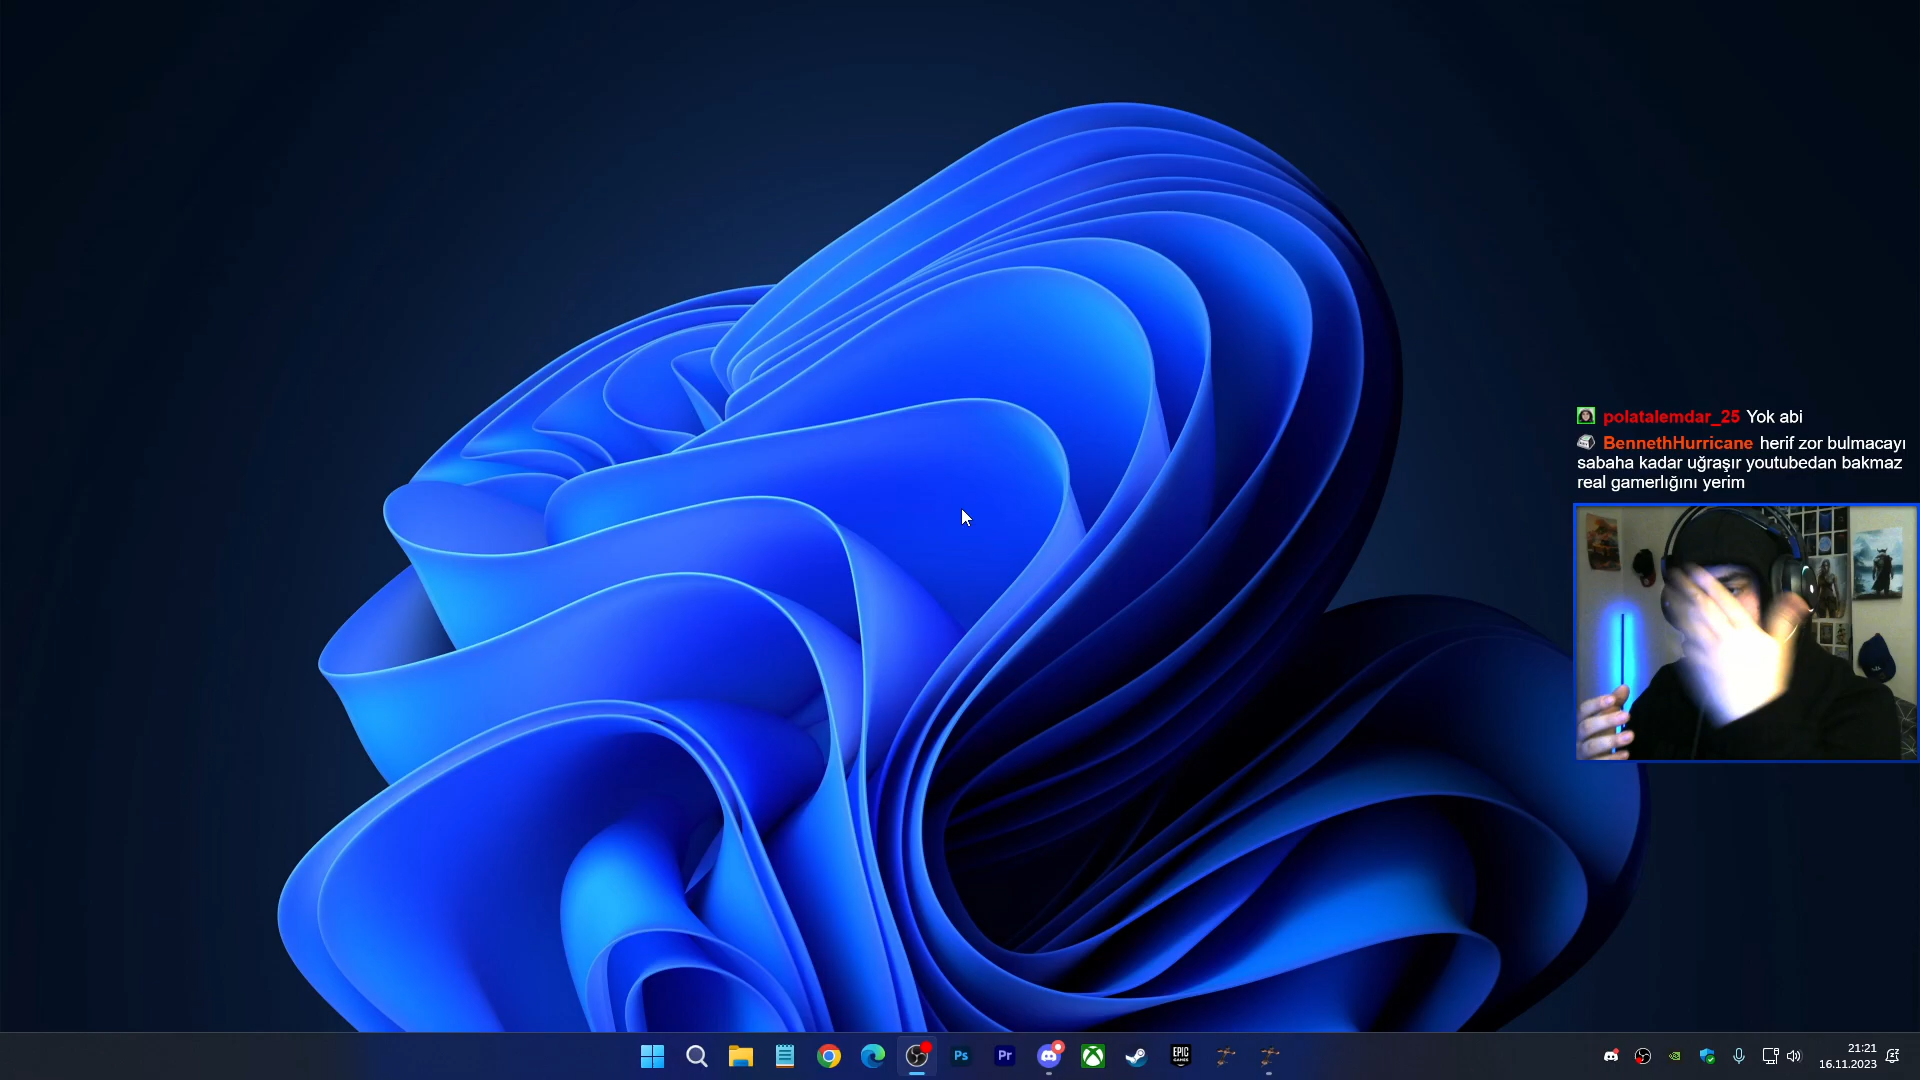 polatalemdar_25 Yok abi
BennethHurricane herif zor bulmacayı
sabaha kadar uğraşır youtubedan bakmaz
real gamerlığını yerim
Ps
Pr
EPIC
GAMES
21:21
16.11.2023